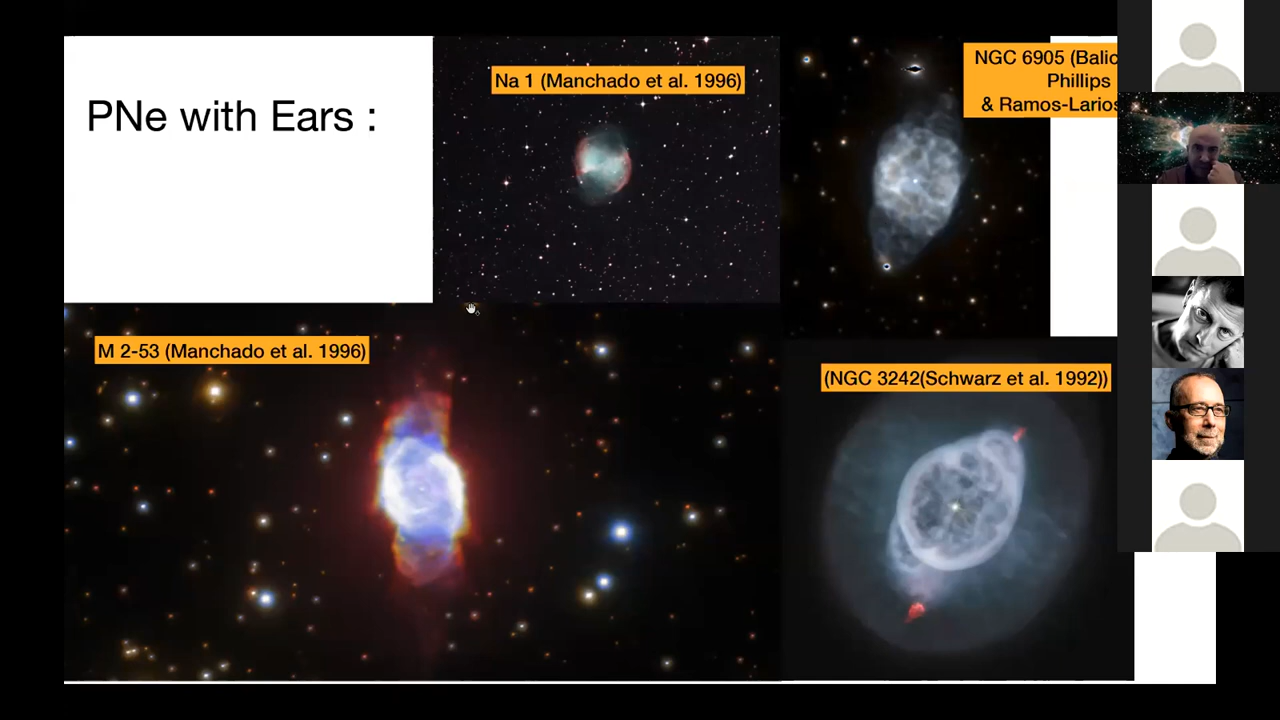 PNe with Ears :
Na 1 (Manchado et al. 1996)
NGC 6905 (Balic
Phillips
& Ramos-Larios
M 2-53 (Manchado et al. 1996)
(NGC 3242(Schwarz et al. 1992))